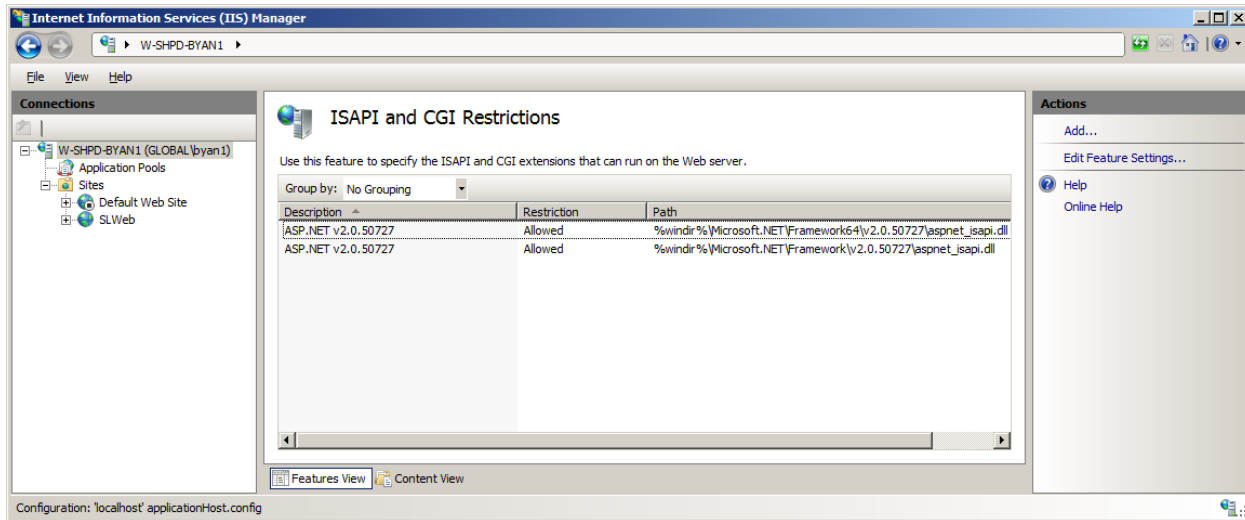 Internet Information Services (IIS) Manager
W-SHPD-BYAN1
File View Help
Connections
W-SHPD-BYAN1 (GLOBAL\byan1)
Application Pools
Sites
Default Web Site
SLWeb
ISAPI and CGI Restrictions
Use this feature to specify the ISAPI and CGI extensions that can run on the Web server.
Group by: No Grouping
Description Restriction Path
ASP.NET v2.0.50727 Allowed %windir%\Microsoft.NET\Framework64\v2.0.50727\aspnet_isapi.dll
ASP.NET v2.0.50727 Allowed %windir%\Microsoft.NET\Framework\v2.0.50727\aspnet_isapi.dll
Features View Content View
Actions
Add...
Edit Feature Settings...
Help
Online Help
Configuration: 'localhost' applicationHost.config